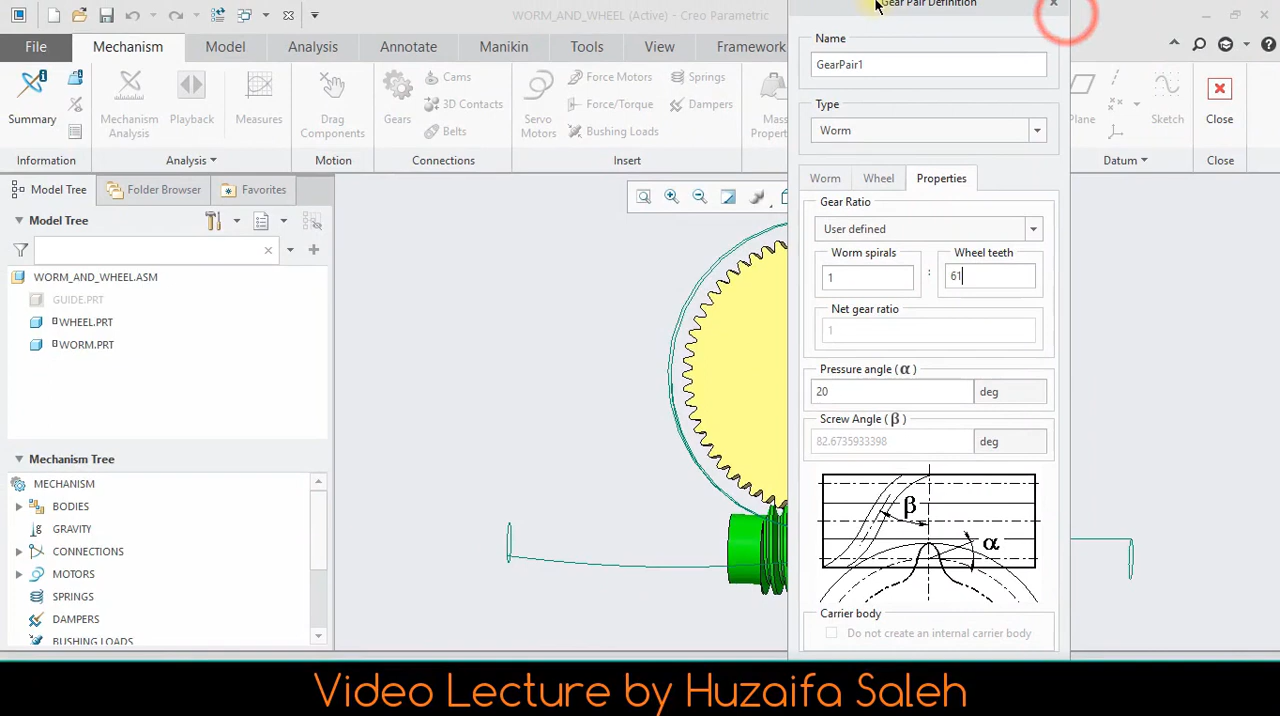 WORM_AND_WHEEL (Active) - Creo Parametric
Gear Pair Definition
File
Mechanism
Model
Analysis
Annotate
Manikin
Tools
View
Framework
Summary
Mechanism Analysis
Playback
Measures
Drag Components
Gears
Cams
3D Contacts
Belts
Servo Motors
Force Motors
Force/Torque
Bushing Loads
Springs
Dampers
Mass
Plane
Sketch
Close
Information
Analysis
Motion
Connections
Insert
Datum
Close
Model Tree
Folder Browser
Favorites
Model Tree
WORM_AND_WHEEL.ASM
GUIDE.PRT
WHEEL.PRT
WORM.PRT
Mechanism Tree
MECHANISM
BODIES
GRAVITY
CONNECTIONS
MOTORS
SPRINGS
DAMPERS
BUSHING LOADS
Name
GearPair1
Type
Worm
Worm
Wheel
Properties
Gear Ratio
User defined
Worm spirals
Wheel teeth
1
:
61
Net gear ratio
1
Pressure angle ( α )
20
deg
Screw Angle ( β )
82.6735933398
deg
β
α
Carrier body
Do not create an internal carrier body
Video Lecture by Huzaifa Saleh